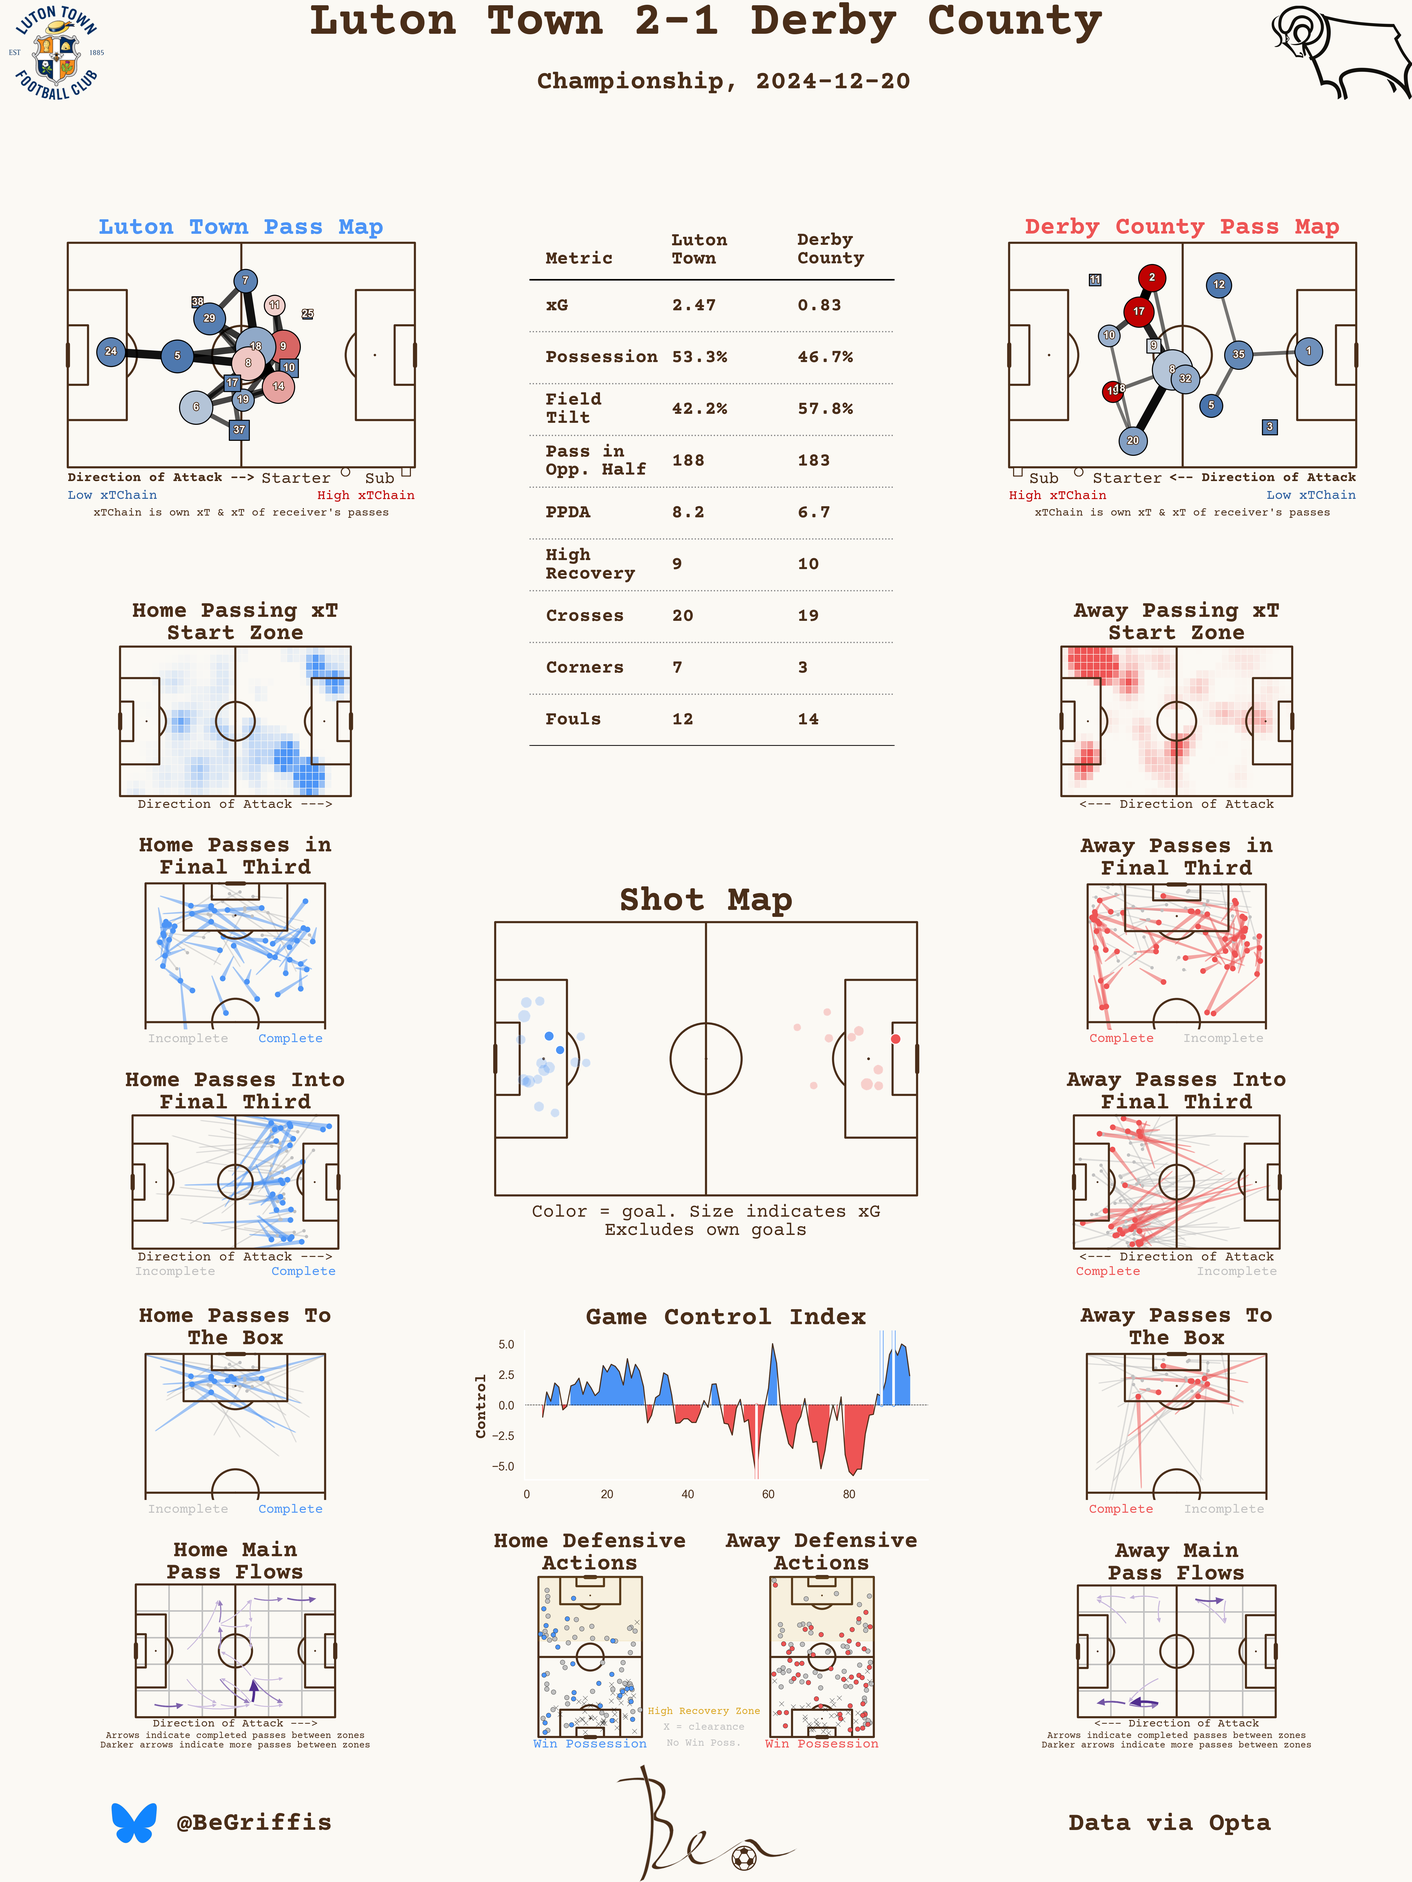 Luton Town 2-1 Derby County
Championship, 2024-12-20
LUTON TOWN
EST 1885
FOOTBALL CLUB
Luton Town Pass Map
7
38
11
25
29
18
9
24
5
8
10
17
14
6
19
37
Direction of Attack --> Starter Sub
Low xTChain High xTChain
xTChain is own xT & xT of receiver's passes
Metric Luton Town Derby County
xG 2.47 0.83
Possession 53.3% 46.7%
Field Tilt 42.2% 57.8%
Pass in Opp. Half 188 183
PPDA 8.2 6.7
High Recovery 9 10
Crosses 20 19
Corners 7 3
Fouls 12 14
Derby County Pass Map
11
2
12
17
10
9
35
1
8
32
19
5
3
20
Sub Starter <-- Direction of Attack
High xTChain Low xTChain
xTChain is own xT & xT of receiver's passes
Home Passing xT
Start Zone
Direction of Attack --->
Away Passing xT
Start Zone
<--- Direction of Attack
Home Passes in
Final Third
Incomplete Complete
Away Passes in
Final Third
Complete Incomplete
Shot Map
Color = goal. Size indicates xG
Excludes own goals
Home Passes Into
Final Third
Direction of Attack --->
Incomplete Complete
Away Passes Into
Final Third
<--- Direction of Attack
Complete Incomplete
Home Passes To
The Box
Incomplete Complete
Game Control Index
Control
5.0
2.5
0.0
−2.5
−5.0
0 20 40 60 80
Away Passes To
The Box
Complete Incomplete
Home Main
Pass Flows
Direction of Attack --->
Arrows indicate completed passes between zones
Darker arrows indicate more passes between zones
Home Defensive
Actions
Win Possession
High Recovery Zone
X = clearance
No Win Poss.
Away Defensive
Actions
Win Possession
Away Main
Pass Flows
<--- Direction of Attack
Arrows indicate completed passes between zones
Darker arrows indicate more passes between zones
@BeGriffis
Ben
Data via Opta